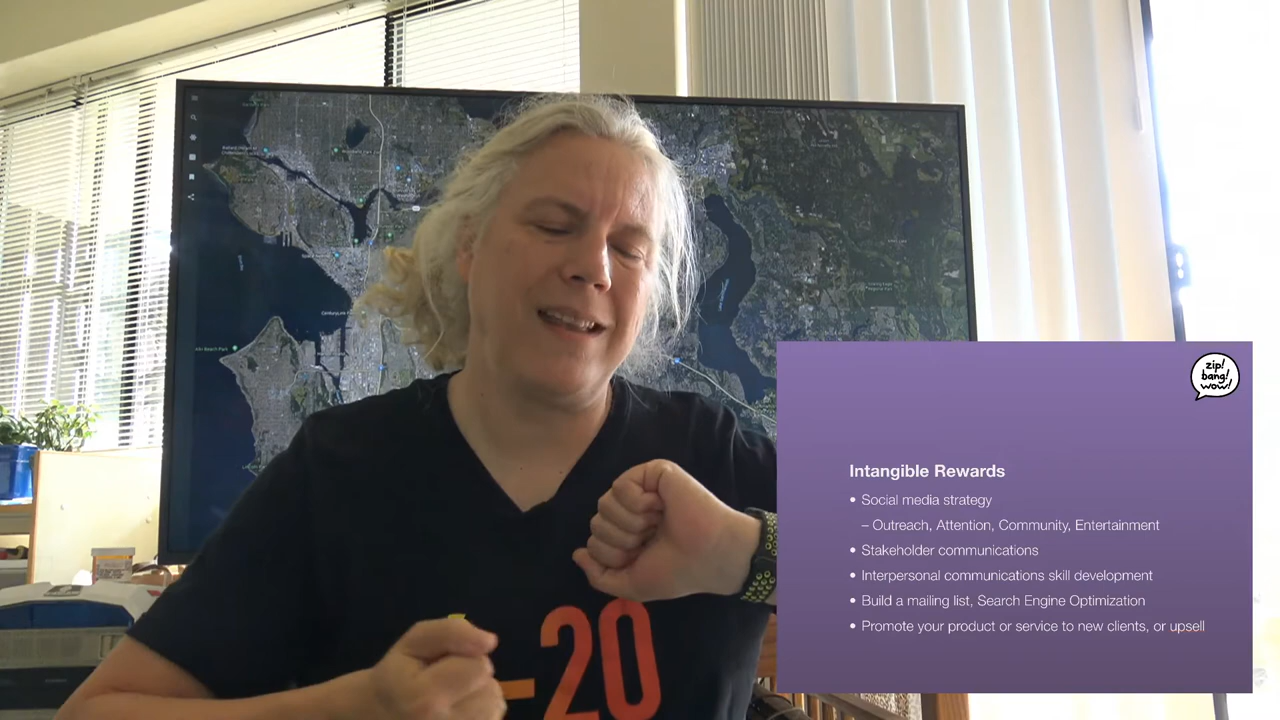 zip!
bang!
wow!
Intangible Rewards
• Social media strategy
– Outreach, Attention, Community, Entertainment
• Stakeholder communications
• Interpersonal communications skill development
• Build a mailing list, Search Engine Optimization
• Promote your product or service to new clients, or upsell
-20